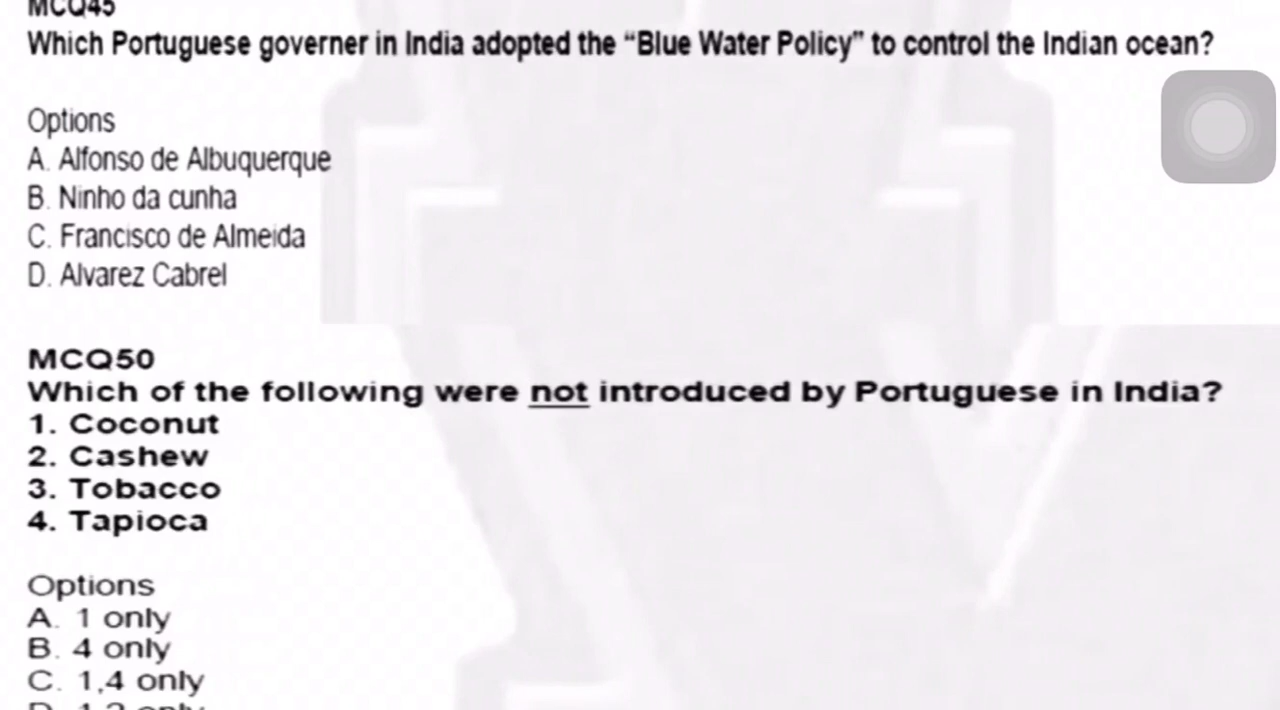 MCQ45
Which Portuguese governer in India adopted the “Blue Water Policy” to control the Indian ocean?
Options
A. Alfonso de Albuquerque
B. Ninho da cunha
C. Francisco de Almeida
D. Alvarez Cabrel
MCQ50
Which of the following were not introduced by Portuguese in India?
1. Coconut
2. Cashew
3. Tobacco
4. Tapioca
Options
A. 1 only
B. 4 only
C. 1,4 only